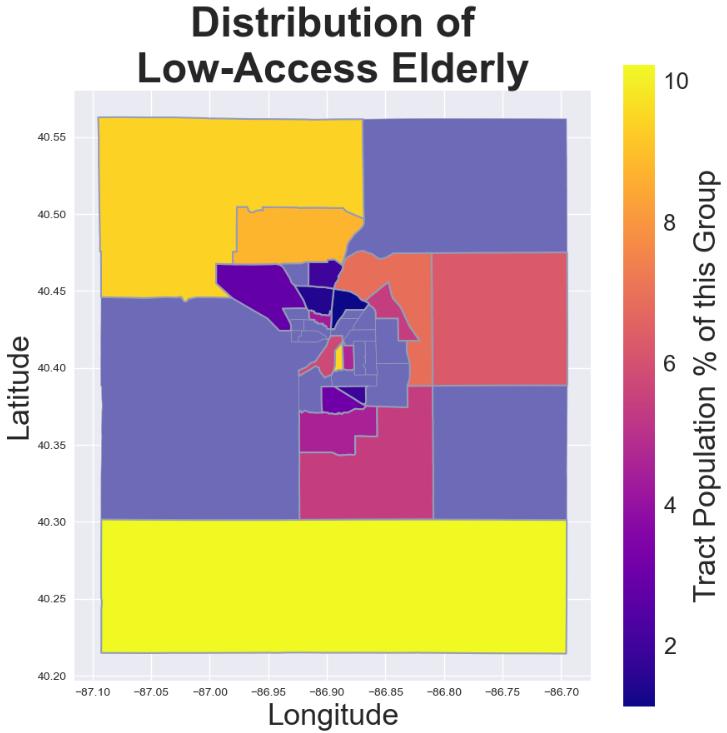 Distribution of
Low-Access Elderly
40.55
40.50
40.45
40.40
40.35
40.30
40.25
40.20
Latitude
−87.10 −87.05 −87.00 −86.95 −86.90 −86.85 −86.80 −86.75 −86.70
Longitude
10
8
6
4
2
Tract Population % of this Group